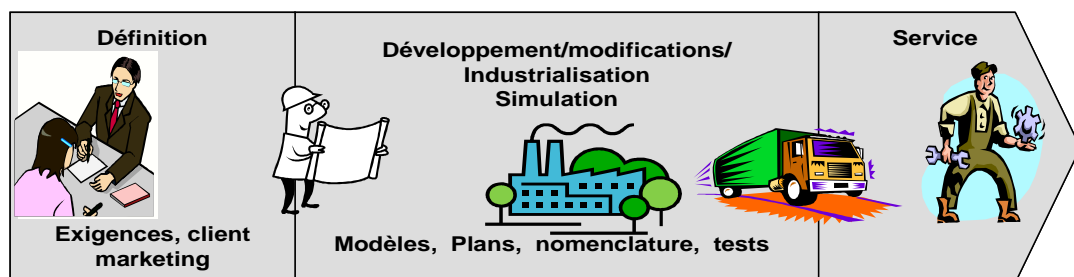 Définition
Exigences, client
marketing
Développement/modifications/
Industrialisation
Simulation
Modèles, Plans, nomenclature, tests
Service